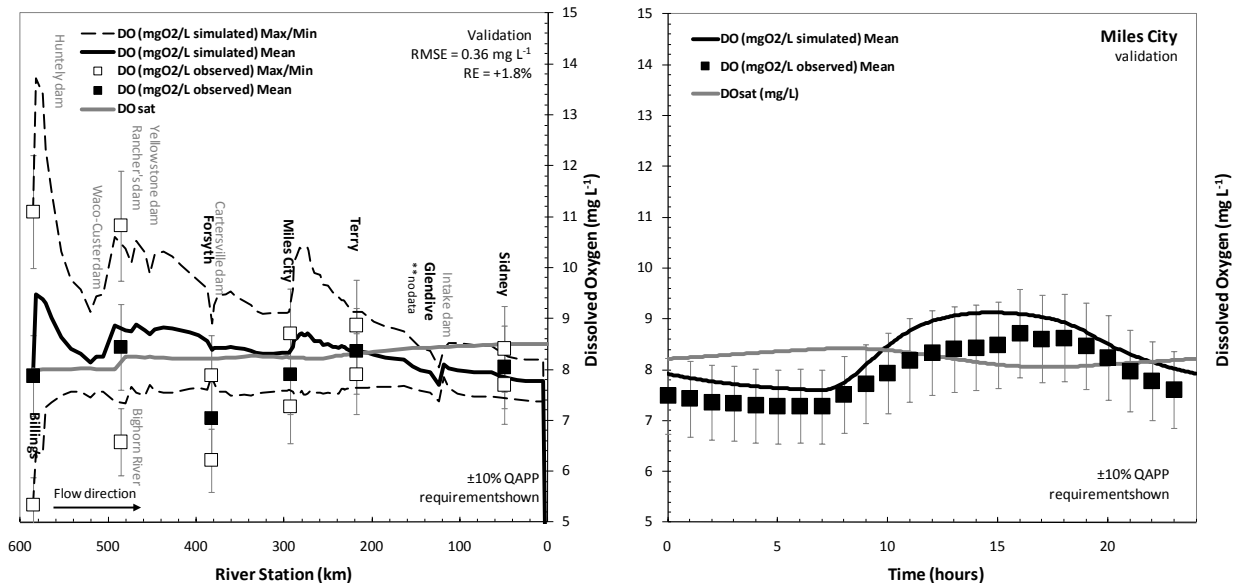 DO (mgO2/L simulated) Max/Min
DO (mgO2/L simulated) Mean
DO (mgO2/L observed) Max/Min
DO (mgO2/L observed) Mean
DO sat
Validation
RMSE = 0.36 mg L-1
RE = +1.8%
Huntely dam
Waco-Custer dam
Rancher's dam
Yellowstone dam
Forsyth
Cartersville dam
Miles City
Terry
Glendive
**no data
Intake dam
Sidney
Billings
Bighorn River
Flow direction
±10% QAPP
requirementshown
15
14
13
12
11
10
9
8
7
6
5
Dissolved Oxygen (mg L-1)
600
500
400
300
200
100
0
River Station (km)
DO (mgO2/L simulated) Mean
DO (mgO2/L observed) Mean
DOsat (mg/L)
Miles City
validation
15
14
13
12
11
10
9
8
7
6
5
Dissolved Oxygen (mg L-1)
±10% QAPP
requirementshown
0
5
10
15
20
Time (hours)